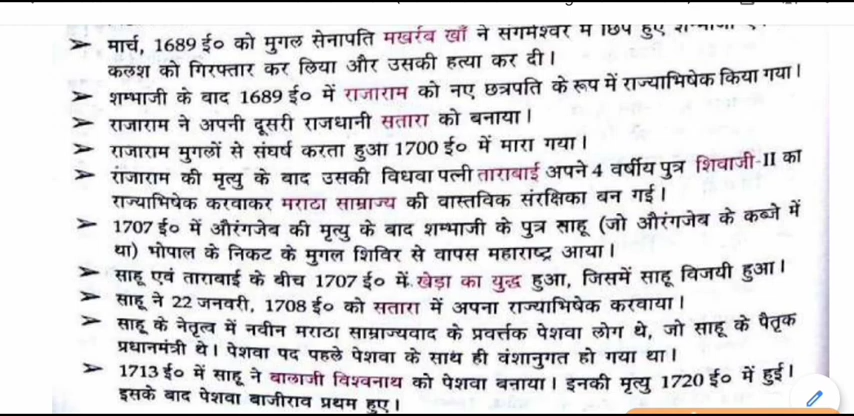 ➢ मार्च, 1689 ई० को मुगल सेनापति मखर्रब खाँ ने संगमेश्वर में छिपे हुए
कलश को गिरफ्तार कर लिया और उसकी हत्या कर दी।
➢ शम्भाजी के बाद 1689 ई० में राजाराम को नए छत्रपति के रूप में राज्याभिषेक किया गया।
➢ राजाराम ने अपनी दूसरी राजधानी सतारा को बनाया।
➢ राजाराम मुगलों से संघर्ष करता हुआ 1700 ई० में मारा गया।
➢ राजाराम की मृत्यु के बाद उसकी विधवा पत्नी ताराबाई अपने 4 वर्षीय पुत्र शिवाजी-II का
राज्याभिषेक करवाकर मराठा साम्राज्य की वास्तविक संरक्षिका बन गई।
➢ 1707 ई० में औरंगजेब की मृत्यु के बाद शम्भाजी के पुत्र साहू (जो औरंगजेब के कब्जे में
था) भोपाल के निकट के मुगल शिविर से वापस महाराष्ट्र आया।
➢ साहू एवं ताराबाई के बीच 1707 ई० में खेड़ा का युद्ध हुआ, जिसमें साहू विजयी हुआ।
➢ साहू ने 22 जनवरी, 1708 ई० को सतारा में अपना राज्याभिषेक करवाया।
➢ साहू के नेतृत्व में नवीन मराठा साम्राज्यवाद के प्रवर्त्तक पेशवा लोग थे, जो साहू के पैतृक
प्रधानमंत्री थे। पेशवा पद पहले पेशवा के साथ ही वंशानुगत हो गया था।
➢ 1713 ई० में साहू ने बालाजी विश्वनाथ को पेशवा बनाया। इनकी मृत्यु 1720 ई० में हुई।
इसके बाद पेशवा बाजीराव प्रथम हुए।